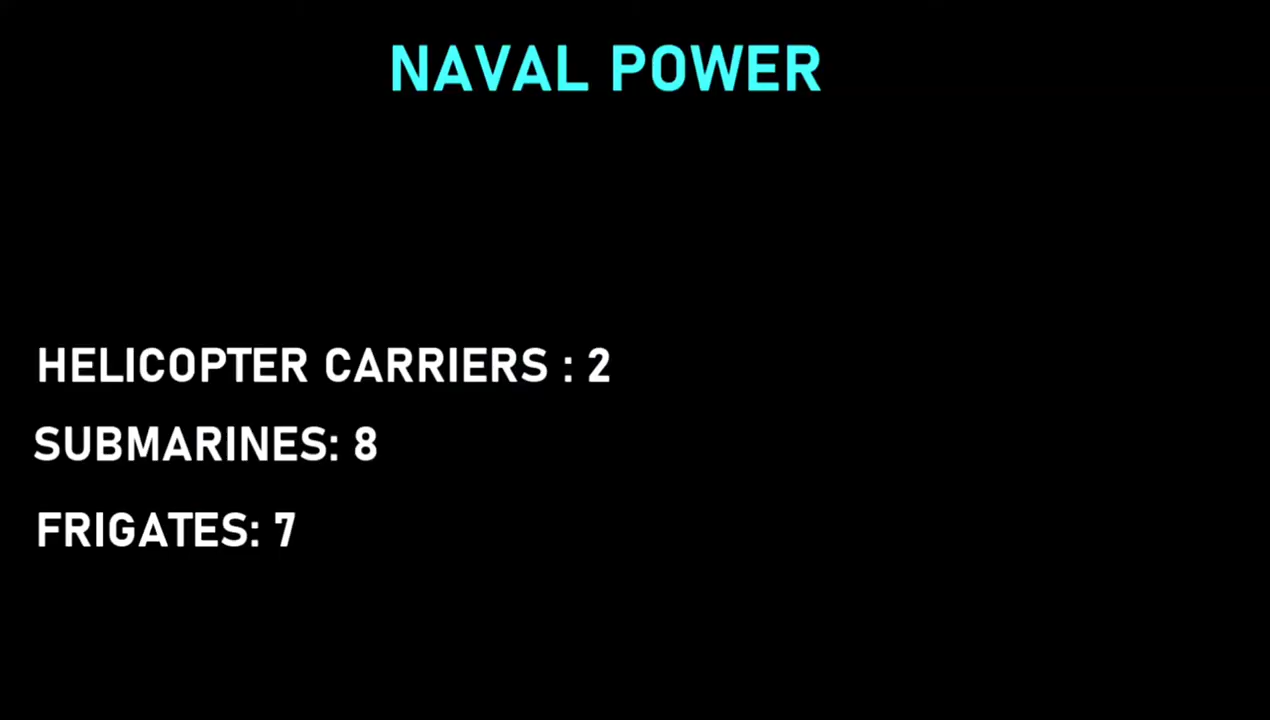 NAVAL POWER
HELICOPTER CARRIERS : 2
SUBMARINES: 8
FRIGATES: 7